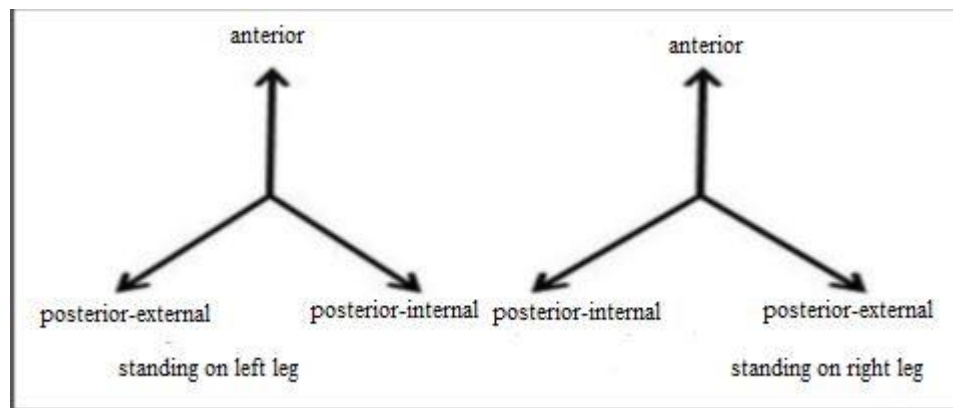 anterior
anterior
posterior-external
posterior-internal
posterior-internal
posterior-external
standing on left leg
standing on right leg